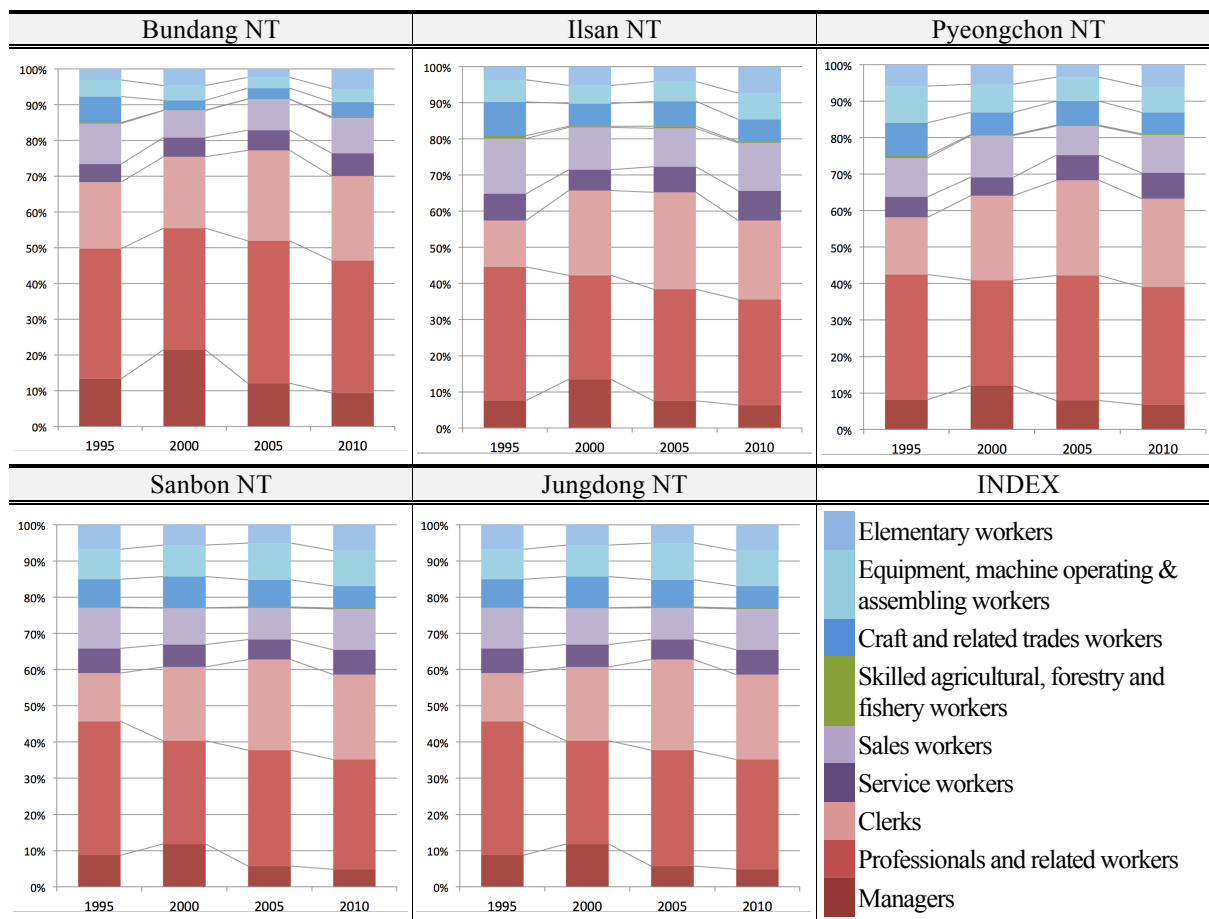 Bundang NT
Ilsan NT
Pyeongchon NT
100%
90%
80%
70%
60%
50%
40%
30%
20%
10%
0%
1995 2000 2005 2010
100%
90%
80%
70%
60%
50%
40%
30%
20%
10%
0%
1995 2000 2005 2010
100%
90%
80%
70%
60%
50%
40%
30%
20%
10%
0%
1995 2000 2005 2010
Sanbon NT
Jungdong NT
INDEX
100%
90%
80%
70%
60%
50%
40%
30%
20%
10%
0%
1995 2000 2005 2010
100%
90%
80%
70%
60%
50%
40%
30%
20%
10%
0%
1995 2000 2005 2010
Elementary workers
Equipment, machine operating &
assembling workers
Craft and related trades workers
Skilled agricultural, forestry and
fishery workers
Sales workers
Service workers
Clerks
Professionals and related workers
Managers